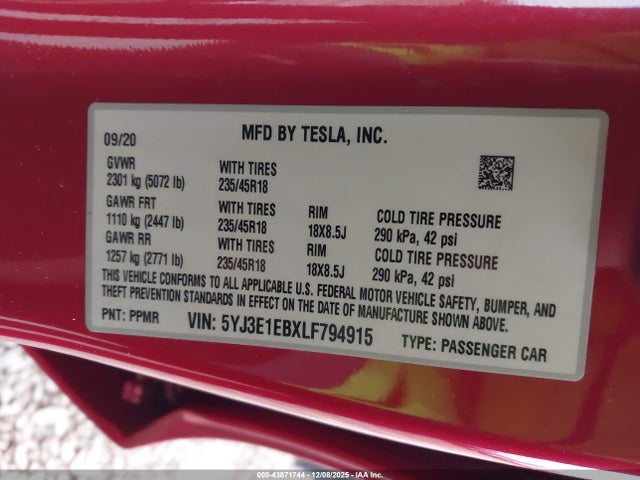 09/20 MFD BY TESLA, INC.
GVWR WITH TIRES
2301 kg (5072 lb) 235/45R18
GAWR FRT WITH TIRES RIM COLD TIRE PRESSURE
1110 kg (2447 lb) 235/45R18 18X8.5J 290 kPa, 42 psi
GAWR RR WITH TIRES RIM COLD TIRE PRESSURE
1257 kg (2771 lb) 235/45R18 18X8.5J 290 kPa, 42 psi
THIS VEHICLE CONFORMS TO ALL APPLICABLE U.S. FEDERAL MOTOR VEHICLE SAFETY, BUMPER, AND
THEFT PREVENTION STANDARDS IN EFFECT ON THE DATE OF MANUFACTURE SHOWN ABOVE.
PNT: PPMR VIN: 5YJ3E1EBXLF794915 TYPE: PASSENGER CAR
000-43871744 - 12/08/2025 - IAA Inc.